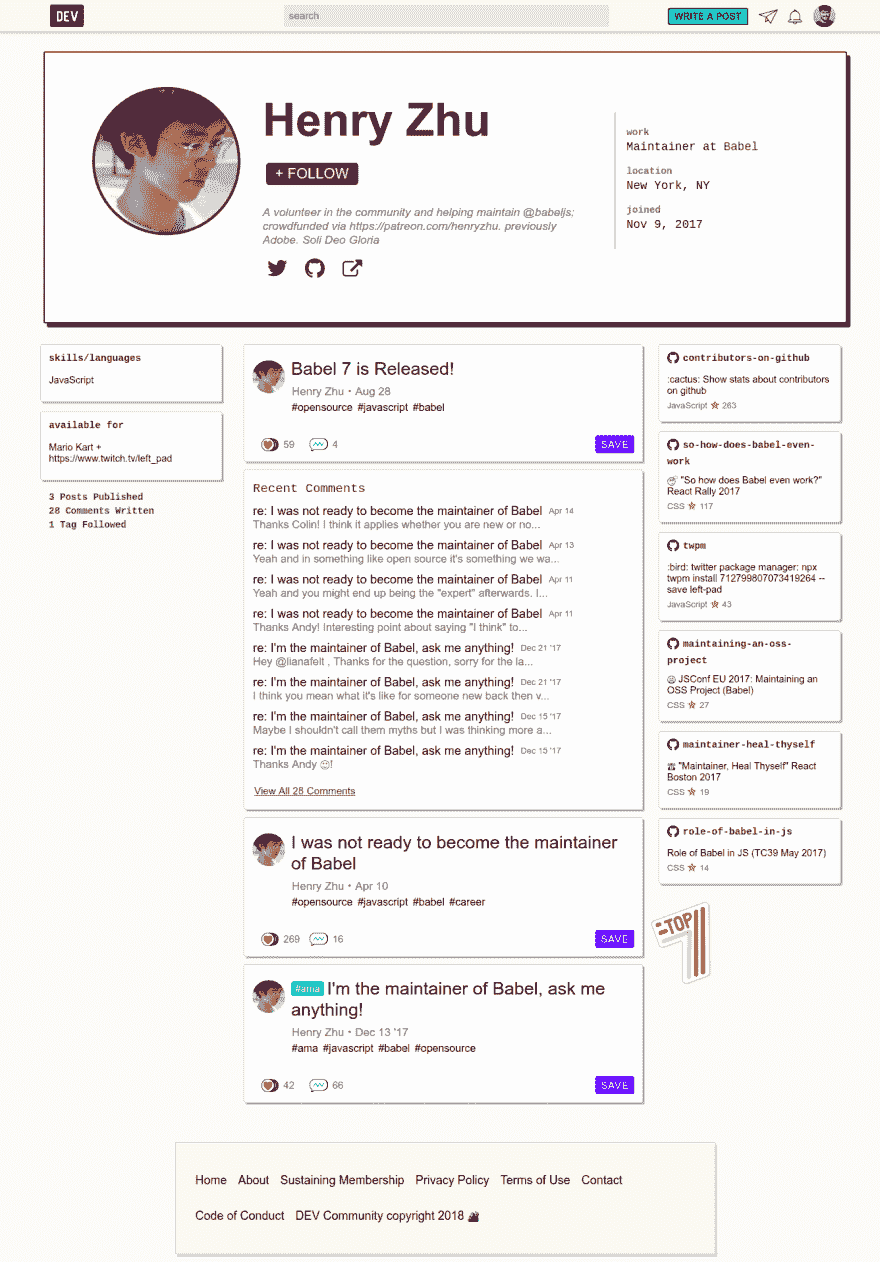 DEV
search
WRITE A POST
Henry Zhu
+ FOLLOW
A volunteer in the community and helping maintain @babeljs;
crowdfunded via https://patreon.com/henryzhu. previously
Adobe. Soli Deo Gloria
work
Maintainer at Babel
location
New York, NY
joined
Nov 9, 2017
skills/languages
JavaScript
available for
Mario Kart +
https://www.twitch.tv/left_pad
3 Posts Published
28 Comments Written
1 Tag Followed
Babel 7 is Released!
Henry Zhu • Aug 28
#opensource #javascript #babel
59 4 SAVE
Recent Comments
re: I was not ready to become the maintainer of Babel Apr 14
Thanks Colin! I think it applies whether you are new or no...
re: I was not ready to become the maintainer of Babel Apr 13
Yeah and in something like open source it's something we wa...
re: I was not ready to become the maintainer of Babel Apr 11
Yeah and you might end up being the "expert" afterwards. I...
re: I was not ready to become the maintainer of Babel Apr 11
Thanks Andy! Interesting point about saying "I think" to...
re: I'm the maintainer of Babel, ask me anything! Dec 21 '17
Hey @lianafelt , Thanks for the question, sorry for the la...
re: I'm the maintainer of Babel, ask me anything! Dec 21 '17
I think you mean what it's like for someone new back then v...
re: I'm the maintainer of Babel, ask me anything! Dec 15 '17
Maybe I shouldn't call them myths but I was thinking more a...
re: I'm the maintainer of Babel, ask me anything! Dec 15 '17
Thanks Andy 🙂!
View All 28 Comments
I was not ready to become the maintainer
of Babel
Henry Zhu • Apr 10
#opensource #javascript #babel #career
269 16 SAVE
#ama I'm the maintainer of Babel, ask me
anything!
Henry Zhu • Dec 13 '17
#ama #javascript #babel #opensource
42 66 SAVE
contributors-on-github
:cactus: Show stats about contributors
on github
JavaScript ★ 263
so-how-does-babel-even-
work
"So how does Babel even work?"
React Rally 2017
CSS ★ 117
twpm
:bird: twitter package manager: npx
twpm install 712799807073419264 --
save left-pad
JavaScript ★ 43
maintaining-an-oss-
project
JSConf EU 2017: Maintaining an
OSS Project (Babel)
CSS ★ 27
maintainer-heal-thyself
"Maintainer, Heal Thyself" React
Boston 2017
CSS ★ 19
role-of-babel-in-js
Role of Babel in JS (TC39 May 2017)
CSS ★ 14
TOP
7
Home About Sustaining Membership Privacy Policy Terms of Use Contact
Code of Conduct DEV Community copyright 2018